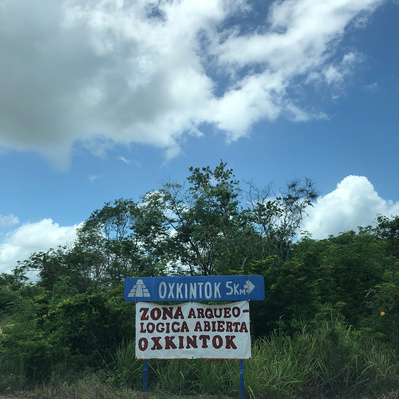 OXKINTOK 5KM
ZONA ARQUEO-
LOGICA ABIERTA
OXKINTOK